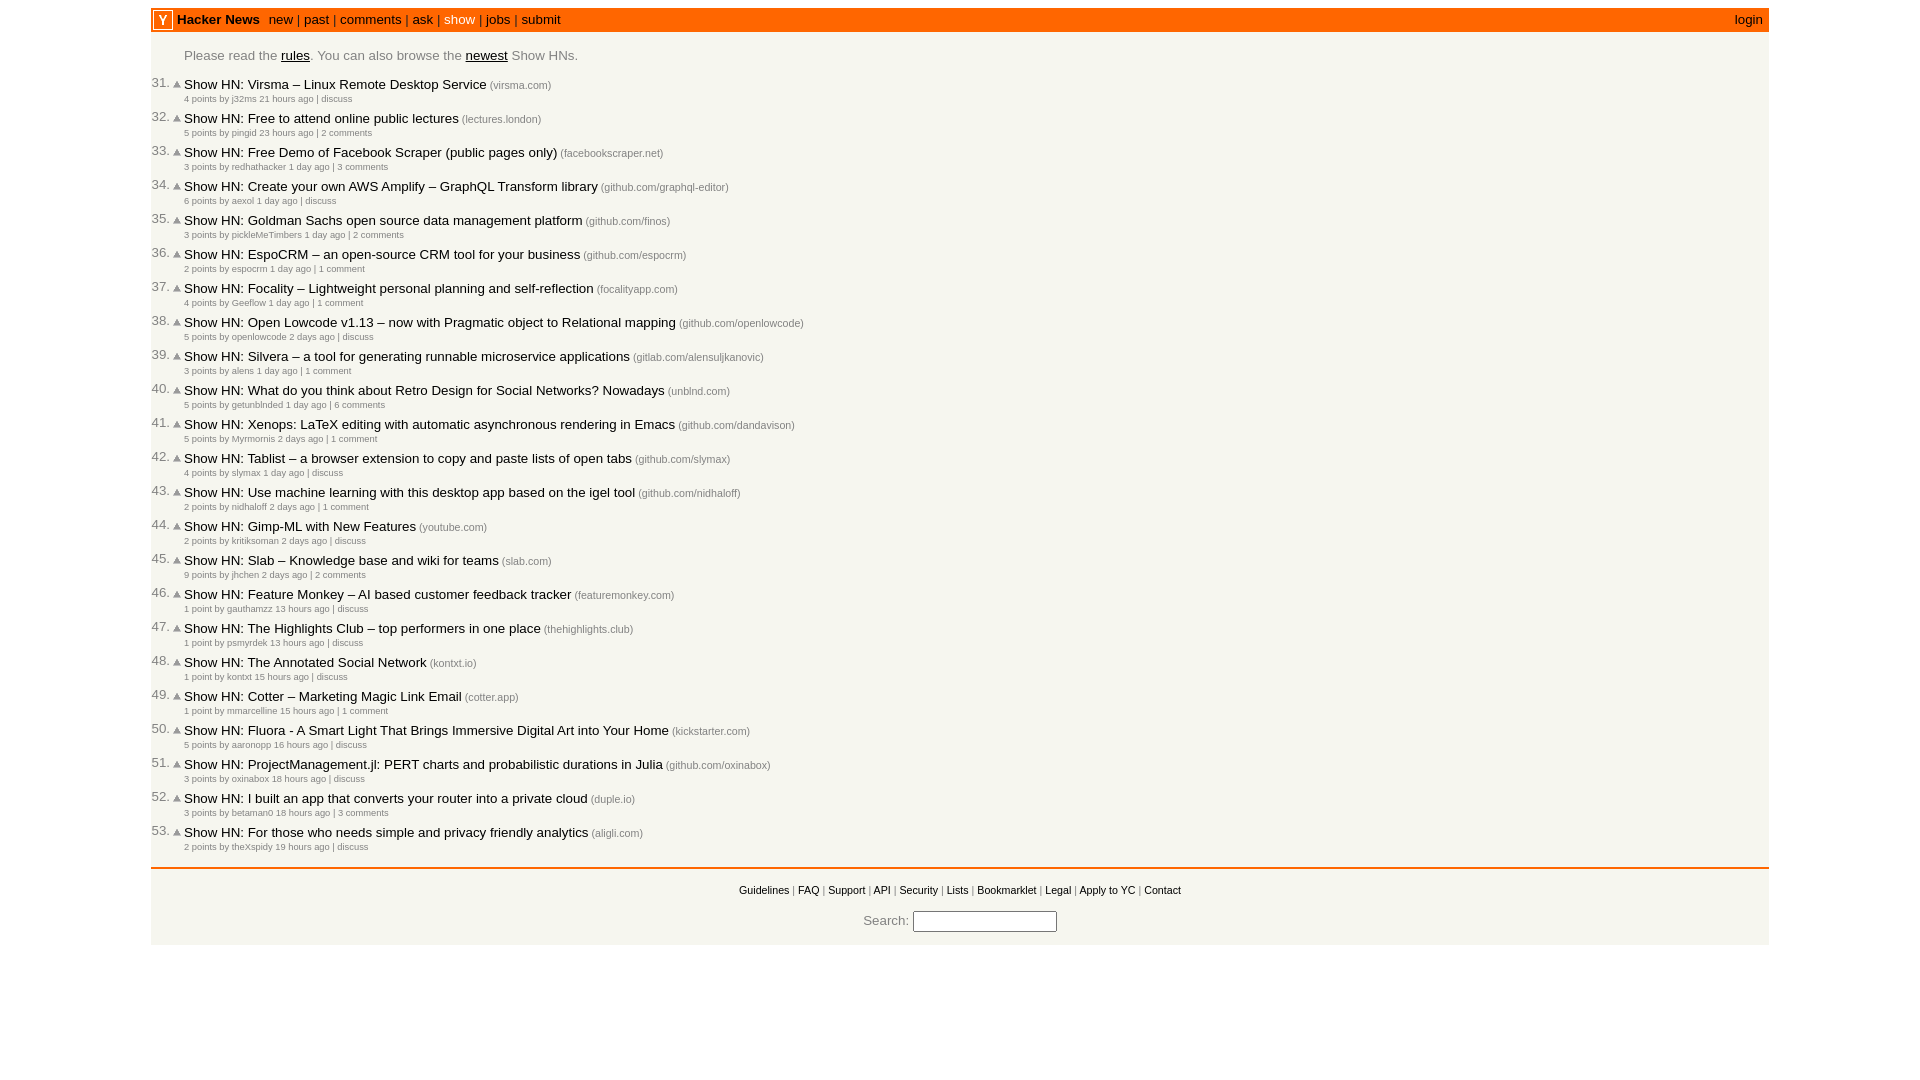 Y Hacker News new | past | comments | ask | show | jobs | submit login
Please read the rules. You can also browse the newest Show HNs.
31. Show HN: Virsma – Linux Remote Desktop Service (virsma.com)
4 points by j32ms 21 hours ago | discuss
32. Show HN: Free to attend online public lectures (lectures.london)
5 points by pingid 23 hours ago | 2 comments
33. Show HN: Free Demo of Facebook Scraper (public pages only) (facebookscraper.net)
3 points by redhathacker 1 day ago | 3 comments
34. Show HN: Create your own AWS Amplify – GraphQL Transform library (github.com/graphql-editor)
6 points by aexol 1 day ago | discuss
35. Show HN: Goldman Sachs open source data management platform (github.com/finos)
3 points by pickleMeTimbers 1 day ago | 2 comments
36. Show HN: EspoCRM – an open-source CRM tool for your business (github.com/espocrm)
2 points by espocrm 1 day ago | 1 comment
37. Show HN: Focality – Lightweight personal planning and self-reflection (focalityapp.com)
4 points by Geeflow 1 day ago | 1 comment
38. Show HN: Open Lowcode v1.13 – now with Pragmatic object to Relational mapping (github.com/openlowcode)
5 points by openlowcode 2 days ago | discuss
39. Show HN: Silvera – a tool for generating runnable microservice applications (gitlab.com/alensuljkanovic)
3 points by alens 1 day ago | 1 comment
40. Show HN: What do you think about Retro Design for Social Networks? Nowadays (unblnd.com)
5 points by getunblnded 1 day ago | 6 comments
41. Show HN: Xenops: LaTeX editing with automatic asynchronous rendering in Emacs (github.com/dandavison)
5 points by Myrmornis 2 days ago | 1 comment
42. Show HN: Tablist – a browser extension to copy and paste lists of open tabs (github.com/slymax)
4 points by slymax 1 day ago | discuss
43. Show HN: Use machine learning with this desktop app based on the igel tool (github.com/nidhaloff)
2 points by nidhaloff 2 days ago | 1 comment
44. Show HN: Gimp-ML with New Features (youtube.com)
2 points by kritiksoman 2 days ago | discuss
45. Show HN: Slab – Knowledge base and wiki for teams (slab.com)
9 points by jhchen 2 days ago | 2 comments
46. Show HN: Feature Monkey – AI based customer feedback tracker (featuremonkey.com)
1 point by gauthamzz 13 hours ago | discuss
47. Show HN: The Highlights Club – top performers in one place (thehighlights.club)
1 point by psmyrdek 13 hours ago | discuss
48. Show HN: The Annotated Social Network (kontxt.io)
1 point by kontxt 15 hours ago | discuss
49. Show HN: Cotter – Marketing Magic Link Email (cotter.app)
1 point by mmarcelline 15 hours ago | 1 comment
50. Show HN: Fluora - A Smart Light That Brings Immersive Digital Art into Your Home (kickstarter.com)
5 points by aaronopp 16 hours ago | discuss
51. Show HN: ProjectManagement.jl: PERT charts and probabilistic durations in Julia (github.com/oxinabox)
3 points by oxinabox 18 hours ago | discuss
52. Show HN: I built an app that converts your router into a private cloud (duple.io)
3 points by betaman0 18 hours ago | 3 comments
53. Show HN: For those who needs simple and privacy friendly analytics (aligli.com)
2 points by theXspidy 19 hours ago | discuss
Guidelines | FAQ | Support | API | Security | Lists | Bookmarklet | Legal | Apply to YC | Contact
Search: